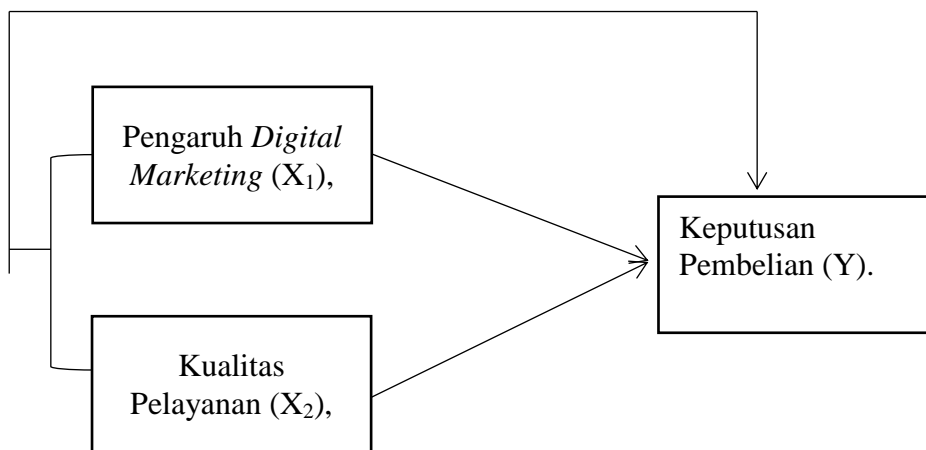 Pengaruh Digital
Marketing (X₁),
Keputusan
Pembelian (Y).
Kualitas
Pelayanan (X₂),